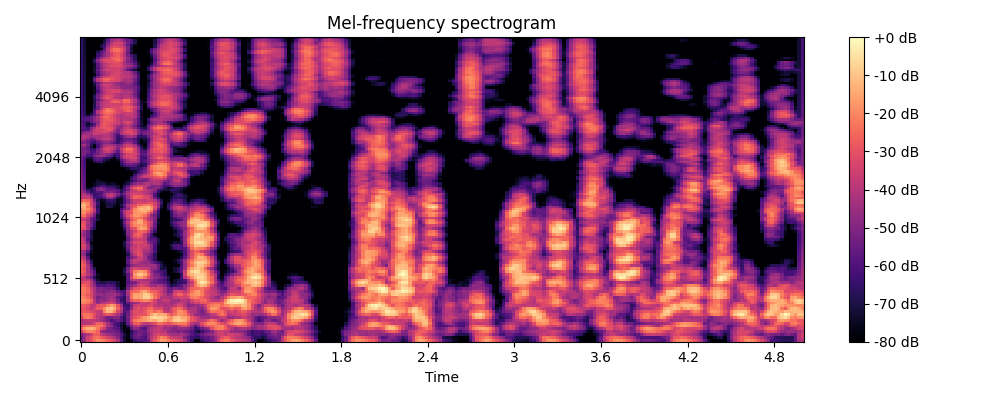 Mel-frequency spectrogram
+0 dB
-10 dB
4096
-20 dB
-30 dB
2048
Hz
-40 dB
1024
-50 dB
-60 dB
512
-70 dB
0
-80 dB
0 0.6 1.2 1.8 2.4 3 3.6 4.2 4.8
Time